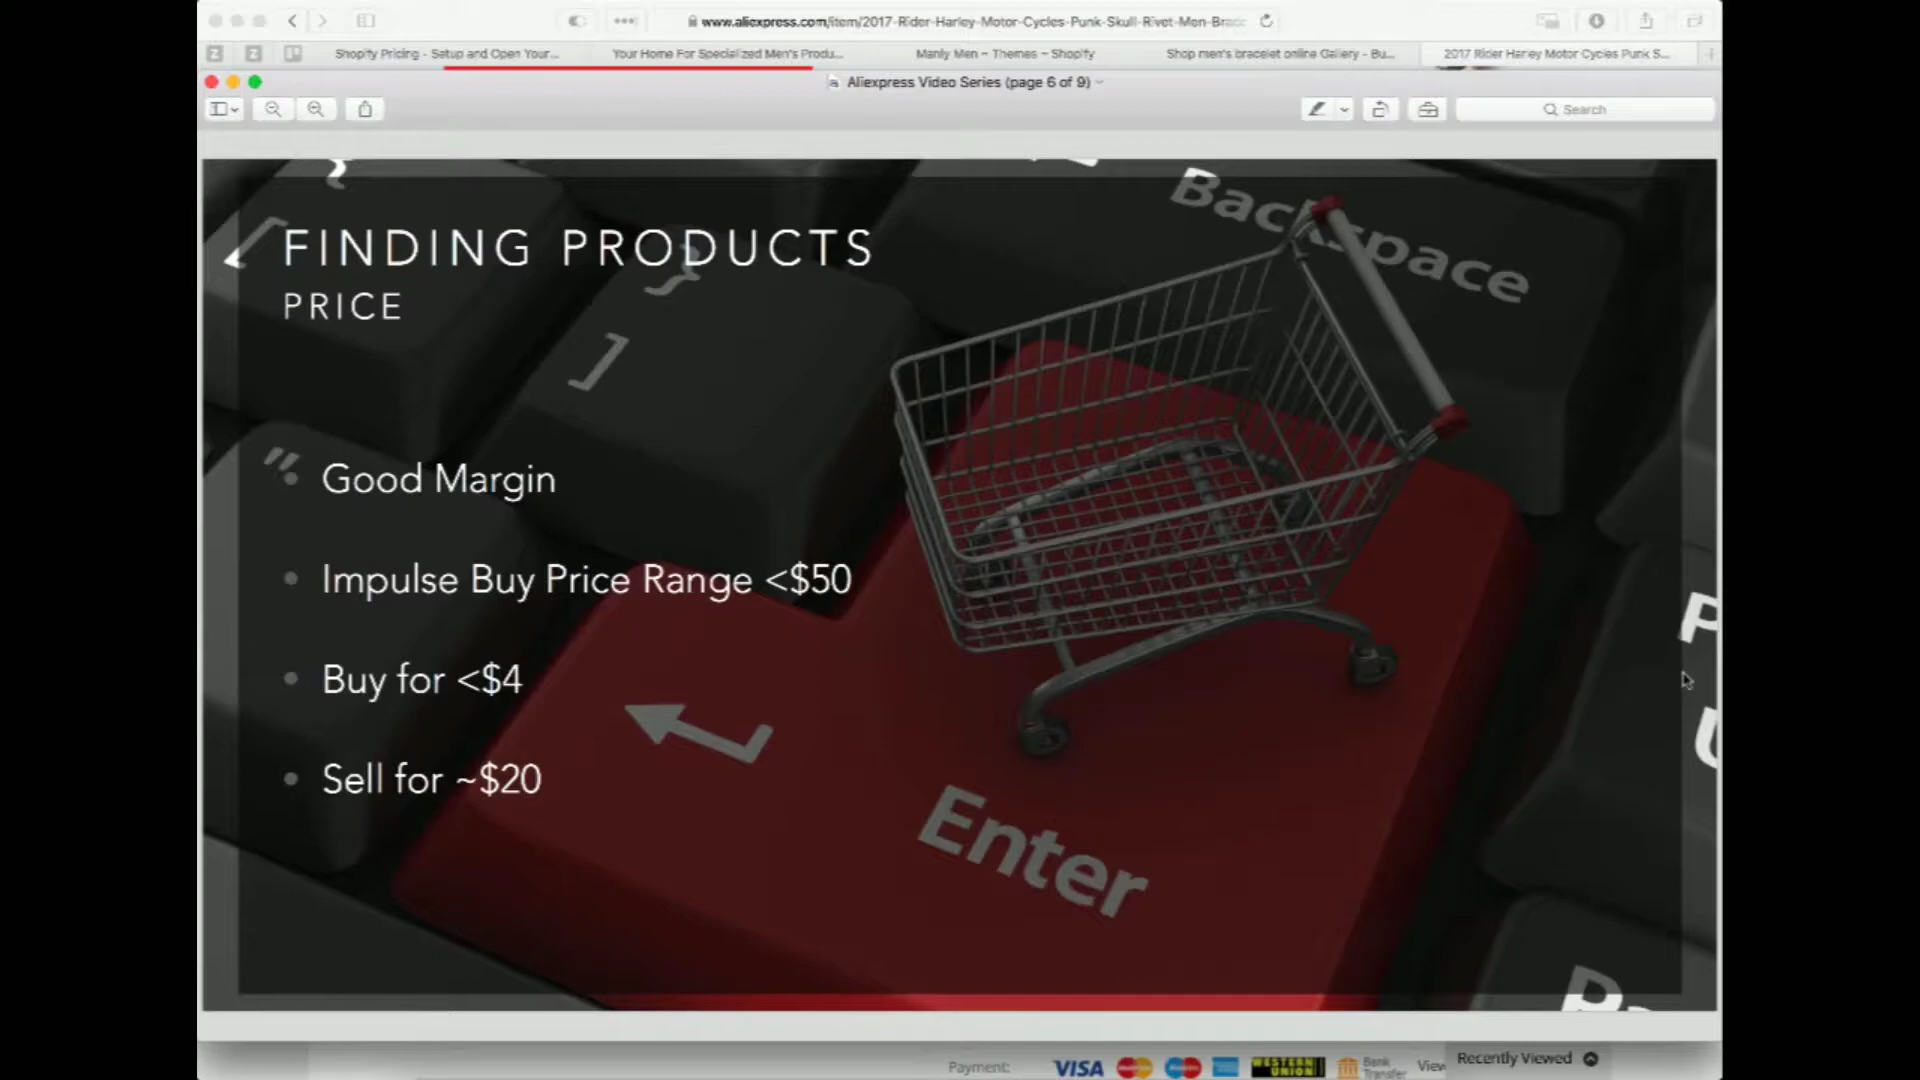 www.aliexpress.com/item/2017-Rider-Harley-Motor-Cycles-Punk-Skull-Rivet-Men-Brac
Shopify Pricing - Setup and Open Your...
Your Home For Specialized Men's Produ...
Manly Men ~ Themes ~ Shopify
Shop men's bracelet online Gallery - Bu...
2017 Rider Harley Motor Cycles Punk S...
Aliexpress Video Series (page 6 of 9)
Search
Backspace
FINDING PRODUCTS
PRICE
• Good Margin
• Impulse Buy Price Range <$50
• Buy for <$4
• Sell for ~$20
Enter
Payment:
VISA
WESTERN UNION
Bank Transfer
View
Recently Viewed